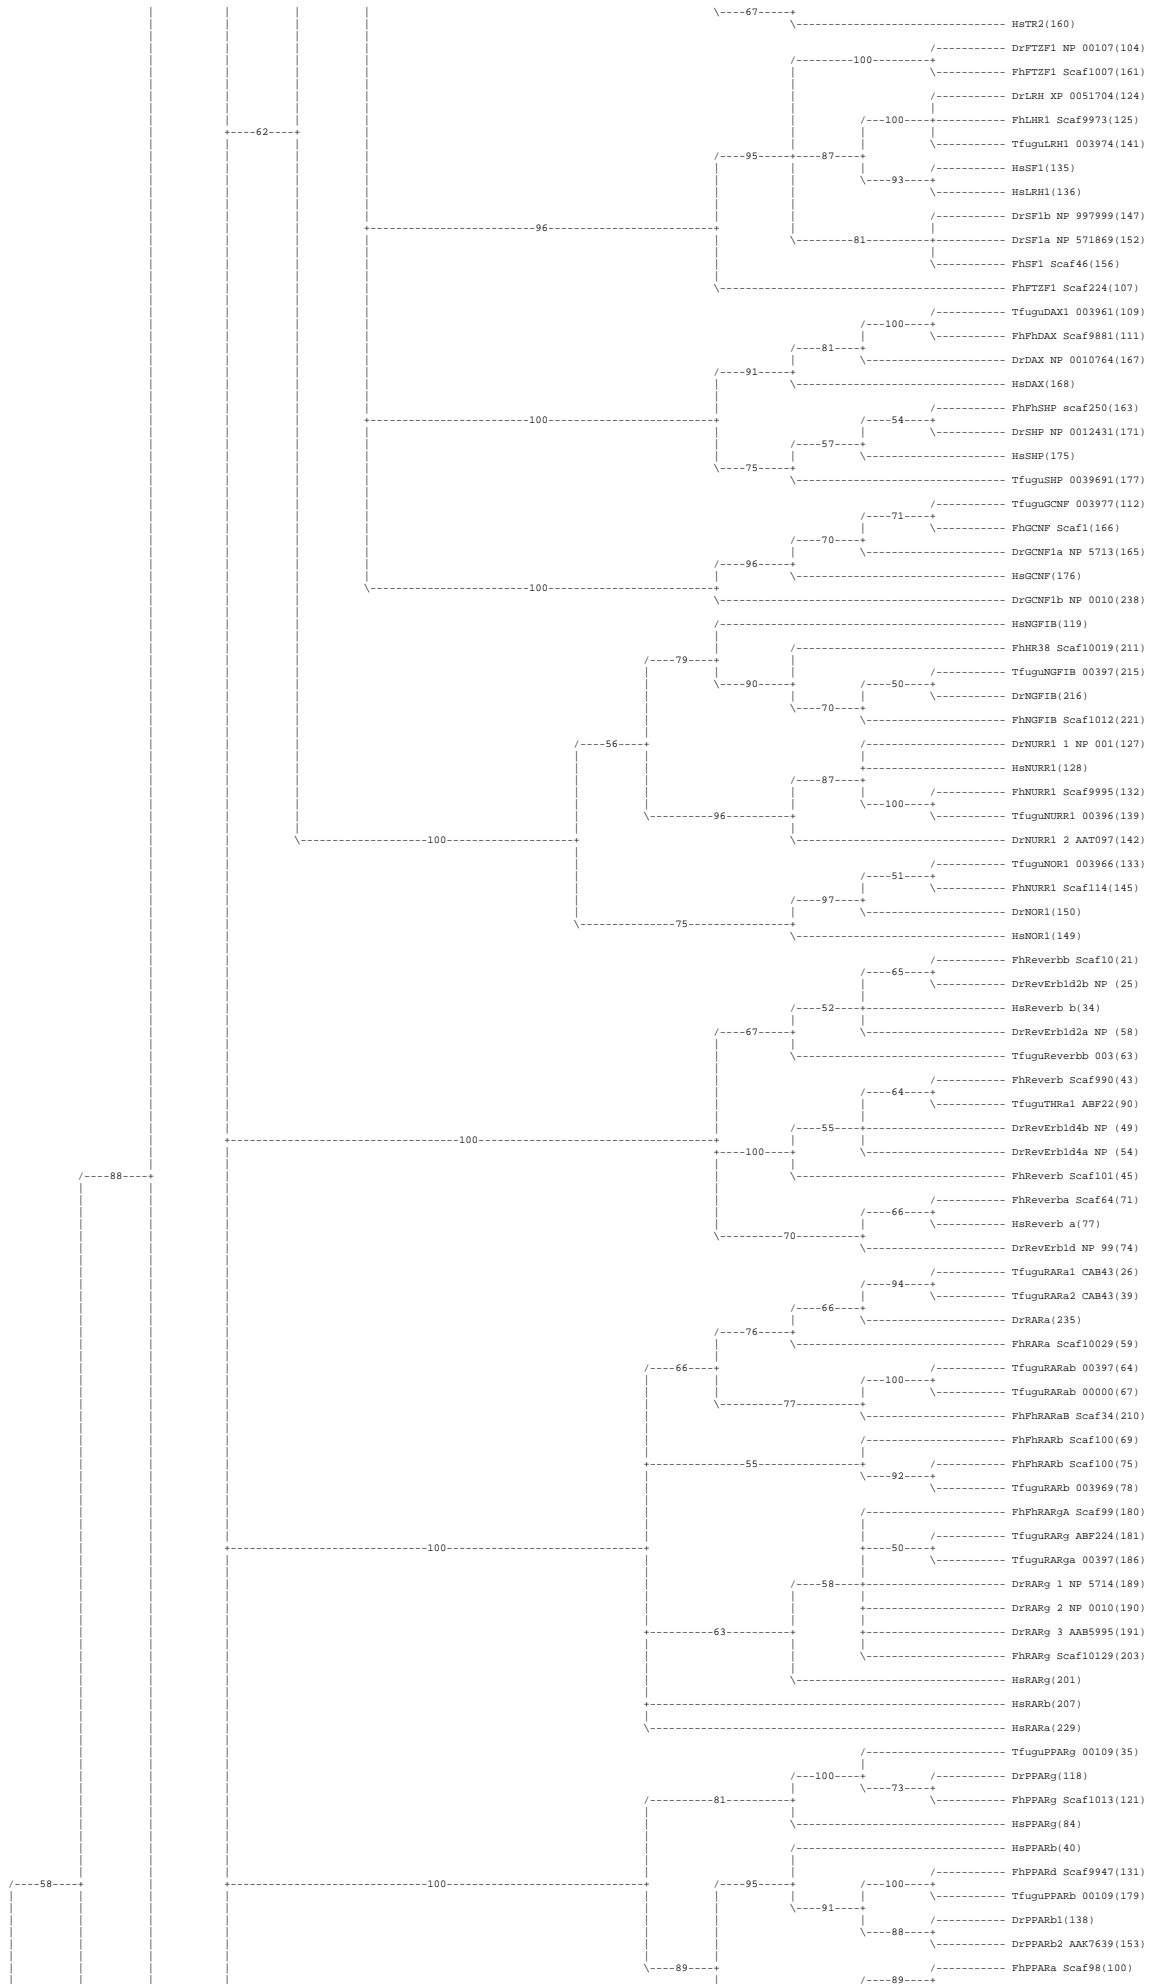 67
HsTR2(160)
DrFTZF1 NP 00107(104)
100
FhFTZF1 Scaf1007(161)
DrLRH XP 0051704(124)
100
FhLHR1 Scaf9973(125)
62
TfuguLRH1 003974(141)
95
87
HsSF1(135)
93
HsLRH1(136)
DrSF1b NP 997999(147)
96
81
DrSF1a NP 571869(152)
FhSF1 Scaf46(156)
FhFTZF1 Scaf224(107)
TfuguDAX1 003961(109)
100
FhFhDAX Scaf9881(111)
81
DrDAX NP 0010764(167)
91
HsDAX(168)
FhFhSHP scaf250(163)
100
54
DrSHP NP 0012431(171)
57
HsSHP(175)
75
TfuguSHP 0039691(177)
TfuguGCNF 003977(112)
71
FhGCNF Scaf1(166)
70
DrGCNF1a NP 5713(165)
96
HsGCNF(176)
100
DrGCNF1b NP 0010(238)
HsNGFIB(119)
FhHR38 Scaf10019(211)
79
TfuguNGFIB 00397(215)
90
50
DrNGFIB(216)
70
FhNGFIB Scaf1012(221)
56
DrNURR1 1 NP 001(127)
HsNURR1(128)
87
FhNURR1 Scaf9995(132)
100
TfuguNURR1 00396(139)
96
100
DrNURR1 2 AAT097(142)
TfuguNOR1 003966(133)
51
FhNURR1 Scaf114(145)
97
DrNOR1(150)
75
HsNOR1(149)
FhReverbb Scaf10(21)
65
DrRevErb1d2b NP (25)
52
HsReverb b(34)
67
DrRevErb1d2a NP (58)
TfuguReverbb 003(63)
FhReverb Scaf990(43)
64
TfuguTHRa1 ABF22(90)
55
DrRevErb1d4b NP (49)
100
100
DrRevErb1d4a NP (54)
88
FhReverb Scaf101(45)
FhReverba Scaf64(71)
66
HsReverb a(77)
70
DrRevErb1d NP 99(74)
TfuguRARa1 CAB43(26)
94
TfuguRARa2 CAB43(39)
66
DrRARa(235)
76
FhRARa Scaf10029(59)
66
TfuguRARab 00397(64)
100
TfuguRARab 00000(67)
77
FhFhRARaB Scaf34(210)
FhFhRARb Scaf100(69)
55
FhFhRARb Scaf100(75)
92
TfuguRARb 003969(78)
FhFhRARgA Scaf99(180)
TfuguRARg ABF224(181)
100
50
TfuguRARga 00397(186)
58
DrRARg 1 NP 5714(189)
DrRARg 2 NP 0010(190)
63
DrRARg 3 AAB5995(191)
FhRARg Scaf10129(203)
HsRARg(201)
HsRARb(207)
HsRARa(229)
TfuguPPARg 00109(35)
100
DrPPARg(118)
73
81
FhPPARg Scaf1013(121)
HsPPARg(84)
HsPPARb(40)
FhPPARd Scaf9947(131)
58
100
95
100
TfuguPPARb 00109(179)
91
DrPPARb1(138)
88
DrPPARb2 AAK7639(153)
89
FhPPARa Scaf98(100)
89